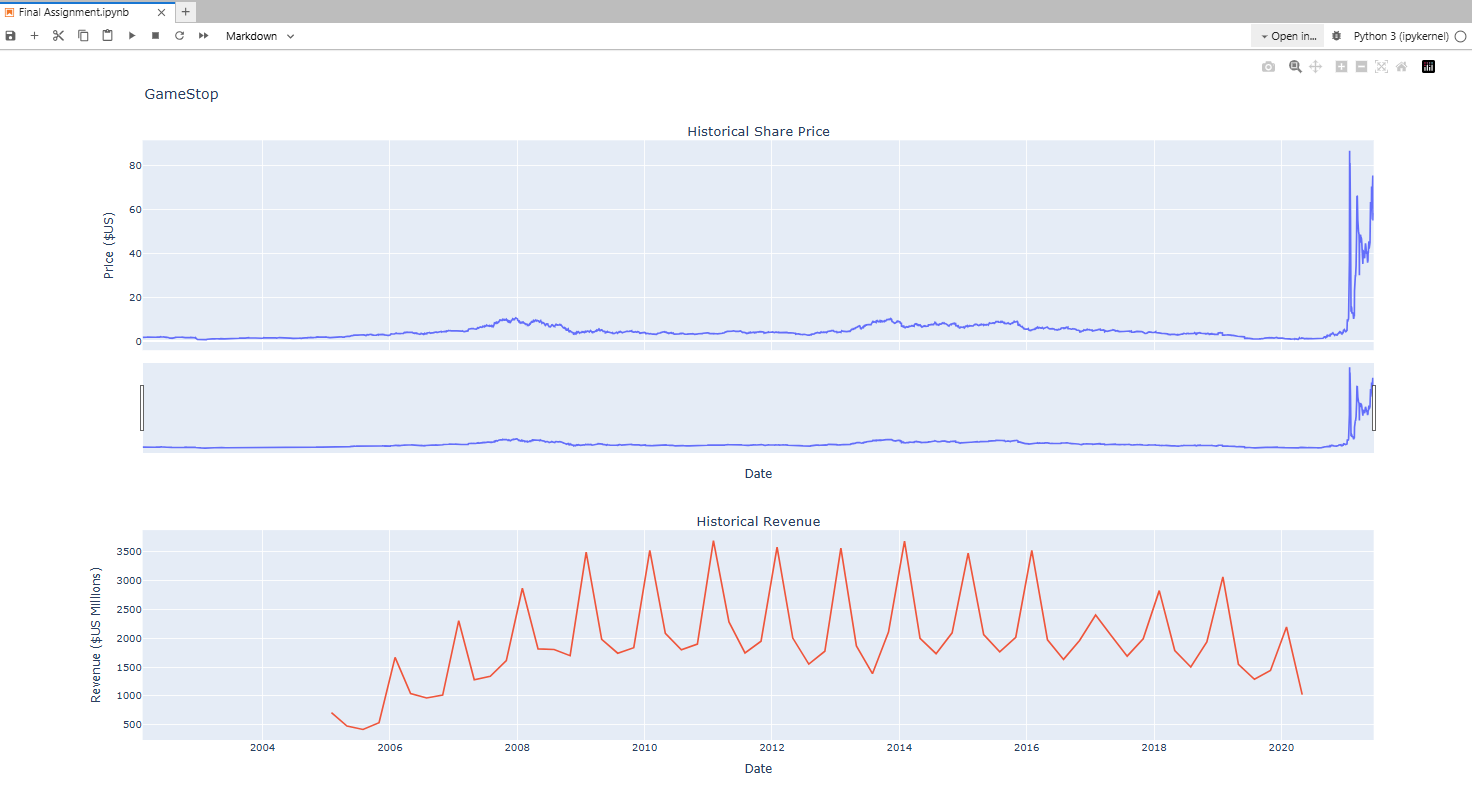 Final Assignment.ipynb
Markdown
Open in...
Python 3 (ipykernel)
GameStop
Historical Share Price
80
60
40
20
0
Price ($US)
Date
Historical Revenue
3500
3000
2500
2000
1500
1000
500
Revenue ($US Millions)
2004 2006 2008 2010 2012 2014 2016 2018 2020
Date